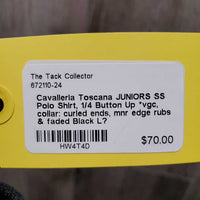 The Tack Collector
672110-24
Cavalleria Toscana JUNIORS SS
Polo Shirt, 1/4 Button Up *vgc,
collar: curled ends, mnr edge rubs
& faded Black L?
$70.00
HW4T4D